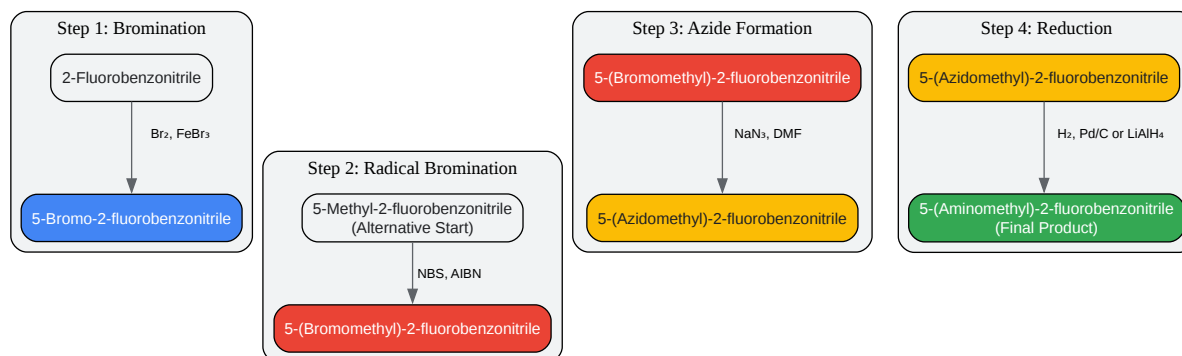 Step 1: Bromination
2-Fluorobenzonitrile
Br₂, FeBr₃
5-Bromo-2-fluorobenzonitrile
Step 2: Radical Bromination
5-Methyl-2-fluorobenzonitrile
(Alternative Start)
NBS, AIBN
5-(Bromomethyl)-2-fluorobenzonitrile
Step 3: Azide Formation
5-(Bromomethyl)-2-fluorobenzonitrile
NaN₃, DMF
5-(Azidomethyl)-2-fluorobenzonitrile
Step 4: Reduction
5-(Azidomethyl)-2-fluorobenzonitrile
H₂, Pd/C or LiAlH₄
5-(Aminomethyl)-2-fluorobenzonitrile
(Final Product)